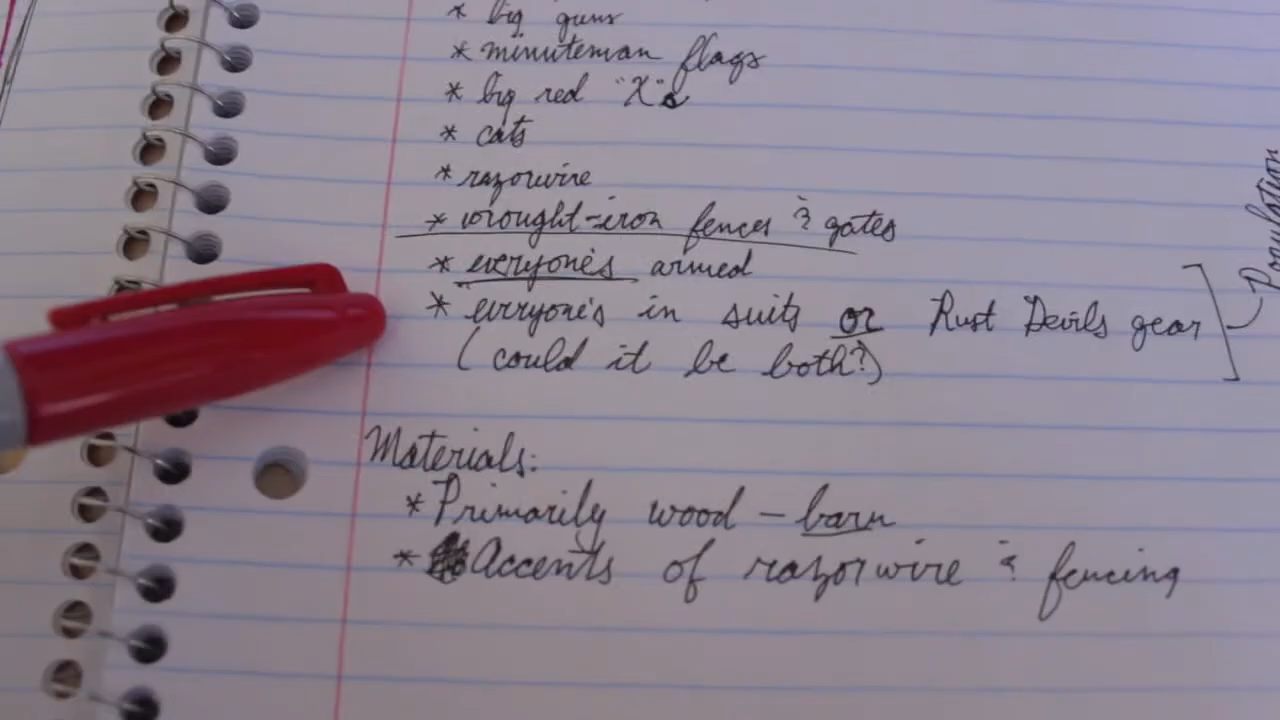 * big guns
* minuteman flags
* big red "X"s
* cats
* razorwire
* wrought-iron fences & gates
* everyone's armed
* everyone's in suits or Rust Devils gear
(could it be both?)
Population
Materials:
* Primarily wood - barn
* Accents of razorwire & fencing